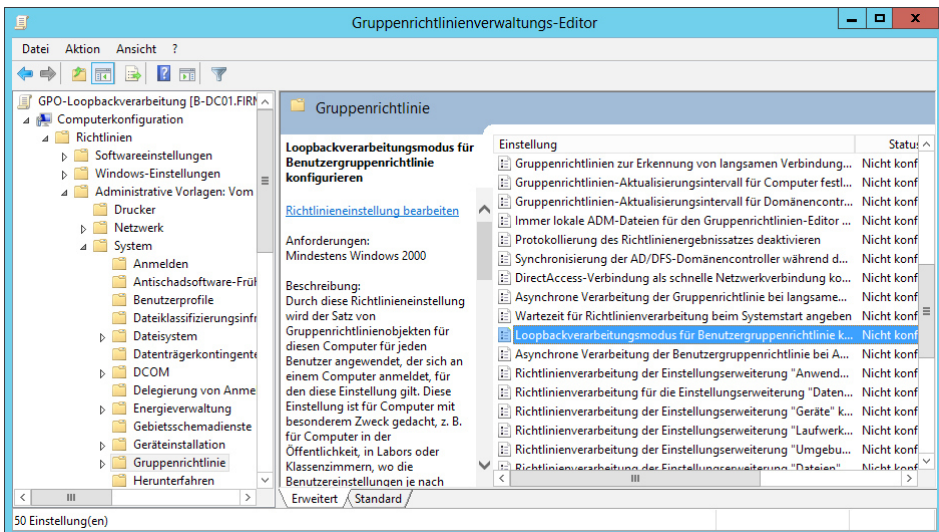 Gruppenrichtlinienverwaltungs-Editor
Datei Aktion Ansicht ?
GPO-Loopbackverarbeitung [B-DC01.FIRM
Computerkonfiguration
Richtlinien
Softwareeinstellungen
Windows-Einstellungen
Administrative Vorlagen: Vom
Drucker
Netzwerk
System
Anmelden
Antischadsoftware-Früh
Benutzerprofile
Dateiklassifizierungsinfr
Dateisystem
Datenträgerkontingente
DCOM
Delegierung von Anme
Energieverwaltung
Gebietsschemadienste
Geräteinstallation
Gruppenrichtlinie
Herunterfahren
Gruppenrichtlinie
Loopbackverarbeitungsmodus für
Benutzergruppenrichtlinie
konfigurieren
Richtlinieneinstellung bearbeiten
Anforderungen:
Mindestens Windows 2000
Beschreibung:
Durch diese Richtlinieneinstellung
wird der Satz von
Gruppenrichtlinienobjekten für
diesen Computer für jeden
Benutzer angewendet, der sich an
einem Computer anmeldet, für
den diese Einstellung gilt. Diese
Einstellung ist für Computer mit
besonderem Zweck gedacht, z. B.
für Computer in der
Öffentlichkeit, in Labors oder
Klassenzimmern, wo die
Benutzereinstellungen je nach
Einstellung Status
Gruppenrichtlinien zur Erkennung von langsamen Verbindung... Nicht konf
Gruppenrichtlinien-Aktualisierungsintervall für Computer festl... Nicht konf
Gruppenrichtlinien-Aktualisierungsintervall für Domänencontr... Nicht konf
Immer lokale ADM-Dateien für den Gruppenrichtlinien-Editor ... Nicht konf
Protokollierung des Richtlinienergebnissatzes deaktivieren Nicht konf
Synchronisierung der AD/DFS-Domänencontroller während d... Nicht konf
DirectAccess-Verbindung als schnelle Netzwerkverbindung ko... Nicht konf
Asynchrone Verarbeitung der Gruppenrichtlinie bei langsame... Nicht konf
Wartezeit für Richtlinienverarbeitung beim Systemstart angeben Nicht konf
Loopbackverarbeitungsmodus für Benutzergruppenrichtlinie k... Nicht konf
Asynchrone Verarbeitung der Benutzergruppenrichtlinie bei A... Nicht konf
Richtlinienverarbeitung der Einstellungserweiterung "Anwend... Nicht konf
Richtlinienverarbeitung für die Einstellungserweiterung "Daten... Nicht konf
Richtlinienverarbeitung der Einstellungserweiterung "Geräte" k... Nicht konf
Richtlinienverarbeitung der Einstellungserweiterung "Laufwerk... Nicht konf
Richtlinienverarbeitung der Einstellungserweiterung "Umgebu... Nicht konf
Richtlinienverarbeitung der Einstellungserweiterung "Dateien" Nicht konf
Erweitert Standard
50 Einstellung(en)